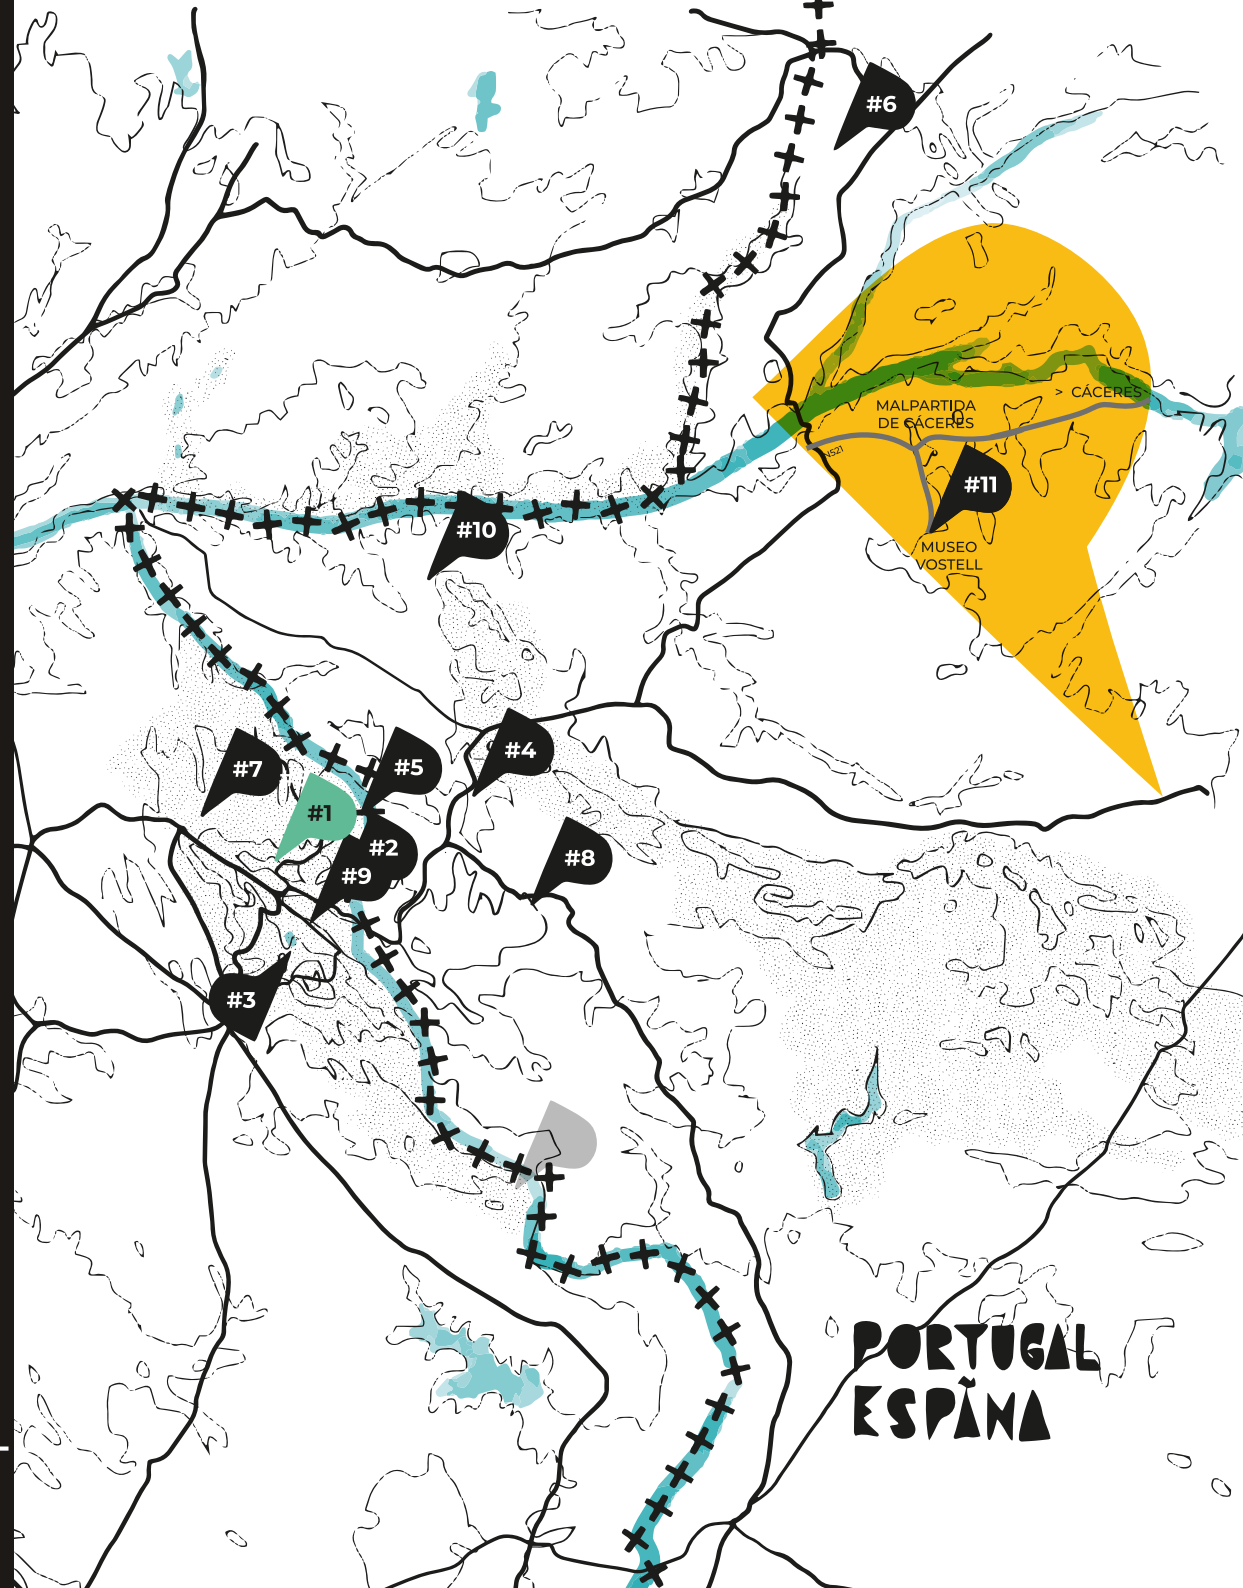 #6
MALPARTIDA
DE CÁCERES
> CÁCERES
N521
#11
MUSEO
VOSTELL
#10
#4
#5
#7
#1
#2
#9
#8
#3
PORTUGAL
ESPÃNA